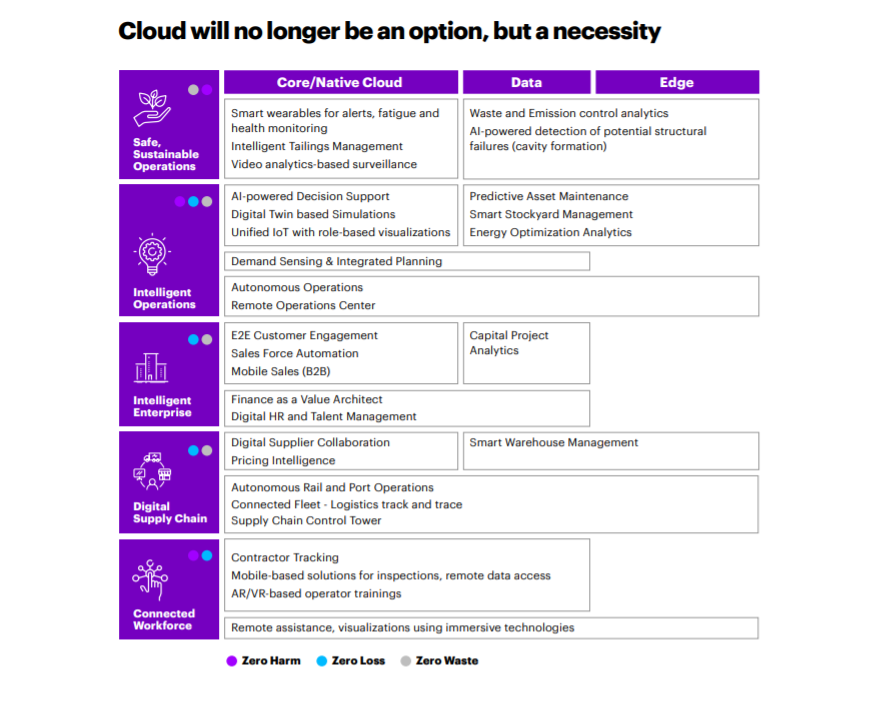 Cloud will no longer be an option, but a necessity
Core/Native Cloud
Data
Edge
Safe,
Sustainable
Operations
Smart wearables for alerts, fatigue and
health monitoring
Intelligent Tailings Management
Video analytics-based surveillance
Waste and Emission control analytics
AI-powered detection of potential structural
failures (cavity formation)
Intelligent
Operations
AI-powered Decision Support
Digital Twin based Simulations
Unified IoT with role-based visualizations
Predictive Asset Maintenance
Smart Stockyard Management
Energy Optimization Analytics
Demand Sensing & Integrated Planning
Autonomous Operations
Remote Operations Center
Intelligent
Enterprise
E2E Customer Engagement
Sales Force Automation
Mobile Sales (B2B)
Capital Project
Analytics
Finance as a Value Architect
Digital HR and Talent Management
Digital
Supply Chain
Digital Supplier Collaboration
Pricing Intelligence
Smart Warehouse Management
Autonomous Rail and Port Operations
Connected Fleet - Logistics track and trace
Supply Chain Control Tower
Connected
Workforce
Contractor Tracking
Mobile-based solutions for inspections, remote data access
AR/VR-based operator trainings
Remote assistance, visualizations using immersive technologies
Zero Harm
Zero Loss
Zero Waste